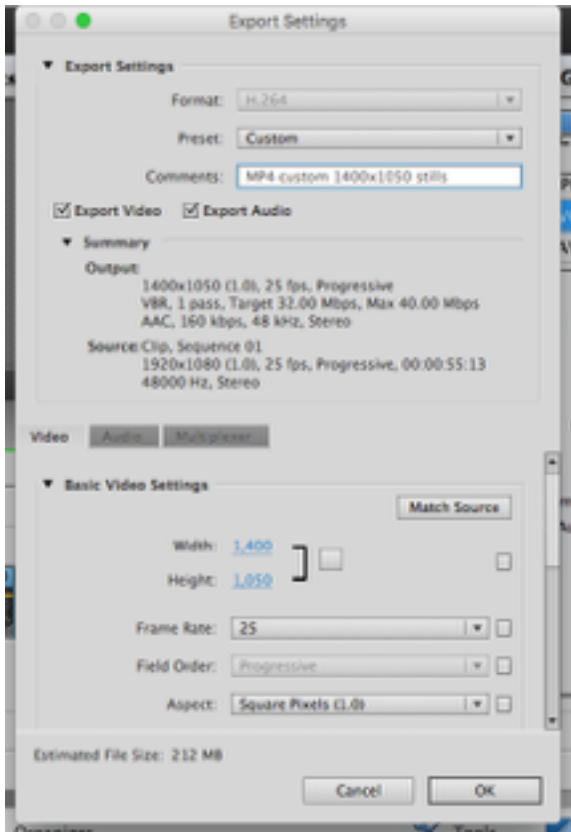 Export Settings
Export Settings
Format: H.264
Preset: Custom
Comments: MP4 custom 1400x1050 stills
Export Video Export Audio
Summary
Output:
1400x1050 (1.0), 25 fps, Progressive
VBR, 1 pass, Target 32.00 Mbps, Max 40.00 Mbps
AAC, 160 kbps, 48 kHz, Stereo
Source: Clip, Sequence 01
1920x1080 (1.0), 25 fps, Progressive, 00:00:55:13
48000 Hz, Stereo
Video Audio Multiplexer
Basic Video Settings
Match Source
Width: 1,400
Height: 1,050
Frame Rate: 25
Field Order: Progressive
Aspect: Square Pixels (1.0)
Estimated File Size: 212 MB
Cancel OK
Organizer Tools